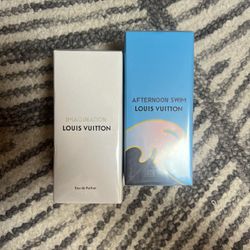 IMAGINATION
LOUIS VUITTON
Eau de Parfum
AFTERNOON SWIM
LOUIS VUITTON